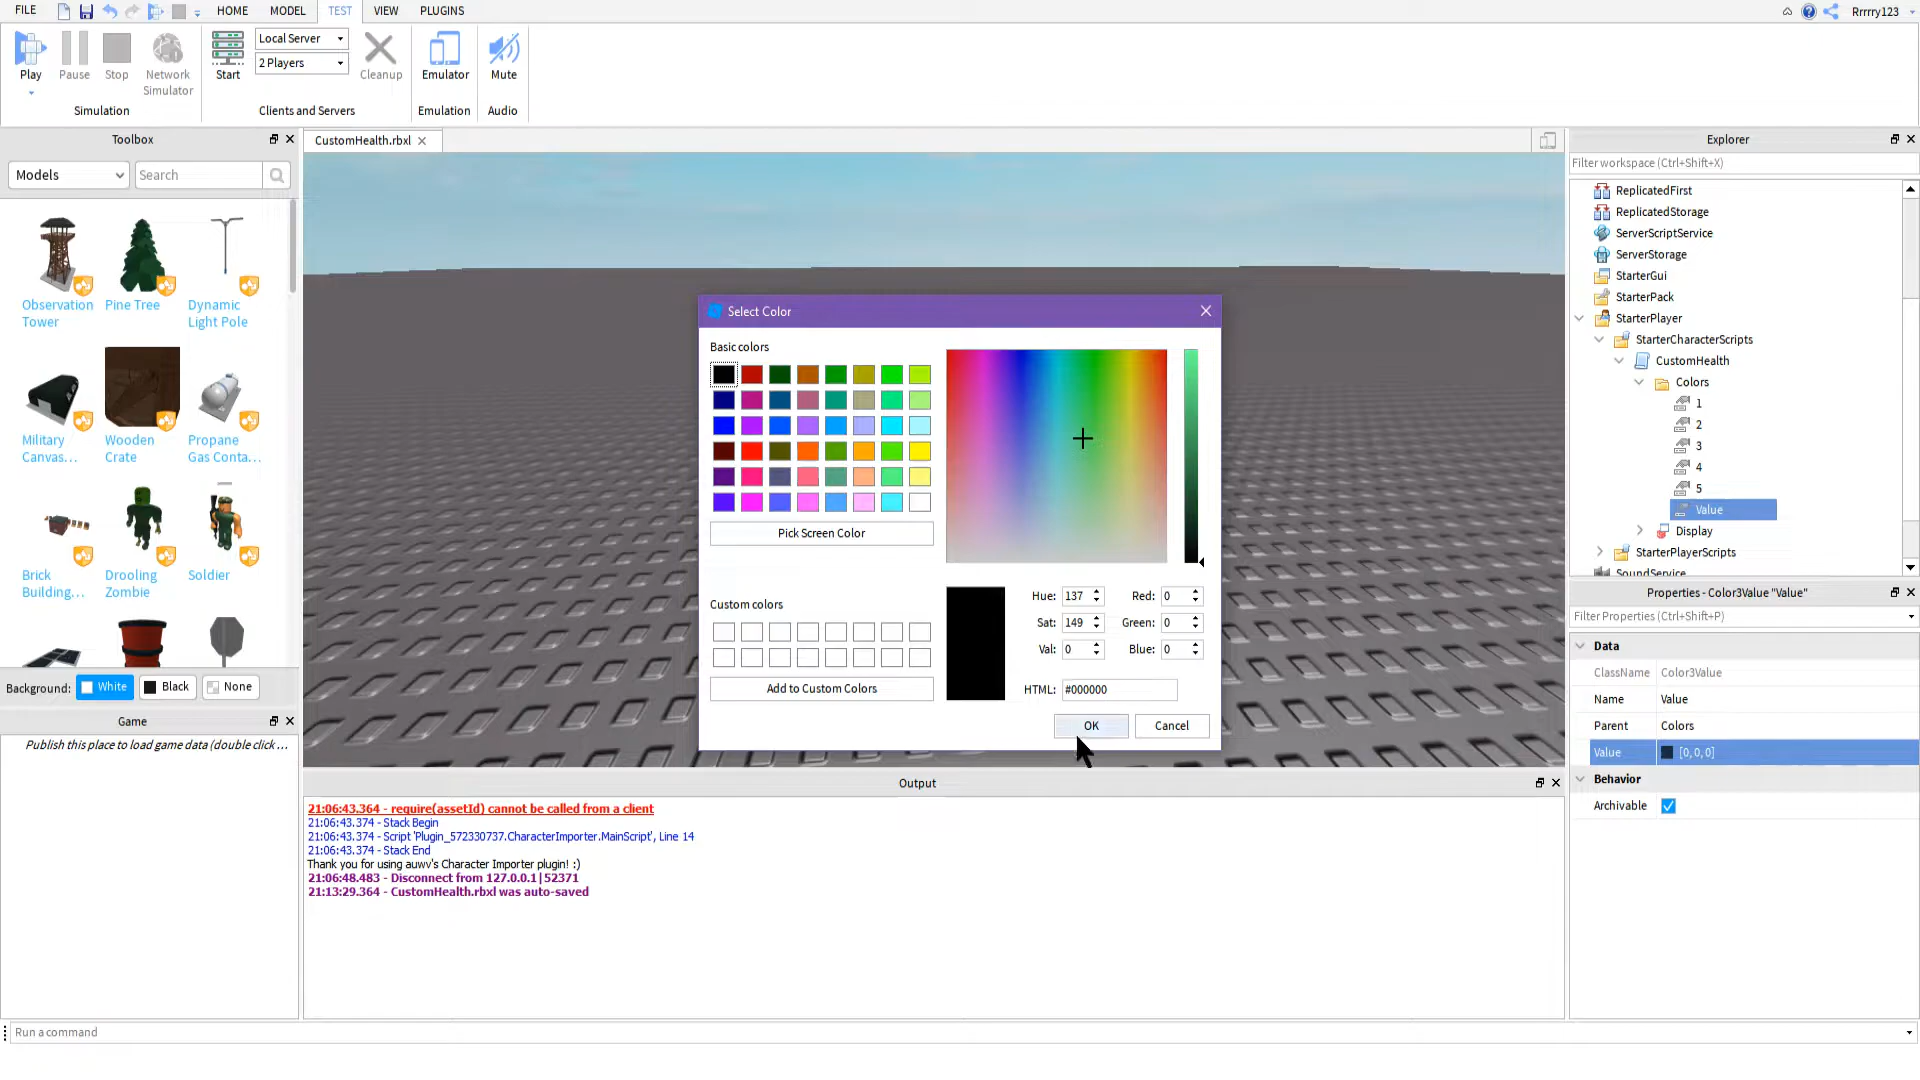 FILE
HOME
MODEL
TEST
VIEW
PLUGINS
Rrrrry123
Play
Pause
Stop
Network
Simulator
Simulation
Start
Local Server
2 Players
Cleanup
Clients and Servers
Emulator
Emulation
Mute
Audio
Toolbox
Models
Search
Observation
Tower
Pine Tree
Dynamic
Light Pole
Military
Canvas...
Wooden
Crate
Propane
Gas Conta...
Brick
Building...
Drooling
Zombie
Soldier
Background:
White
Black
None
Game
Publish this place to load game data (double click ...
CustomHealth.rbxl
Select Color
Basic colors
Pick Screen Color
Custom colors
Add to Custom Colors
Hue: 137
Red: 0
Sat: 149
Green: 0
Val: 0
Blue: 0
HTML: #000000
OK
Cancel
Output
21:06:43.364 - require(assetId) cannot be called from a client
21:06:43.374 - Stack Begin
21:06:43.374 - Script 'Plugin_572330737.CharacterImporter.MainScript', Line 14
21:06:43.374 - Stack End
Thank you for using auwv's Character Importer plugin! :)
21:06:48.483 - Disconnect from 127.0.0.1|52371
21:13:29.364 - CustomHealth.rbxl was auto-saved
Explorer
Filter workspace (Ctrl+Shift+X)
ReplicatedFirst
ReplicatedStorage
ServerScriptService
ServerStorage
StarterGui
StarterPack
StarterPlayer
StarterCharacterScripts
CustomHealth
Colors
1
2
3
4
5
Value
Display
StarterPlayerScripts
SoundService
Properties - Color3Value "Value"
Filter Properties (Ctrl+Shift+P)
Data
ClassName Color3Value
Name Value
Parent Colors
Value [0, 0, 0]
Behavior
Archivable
Run a command